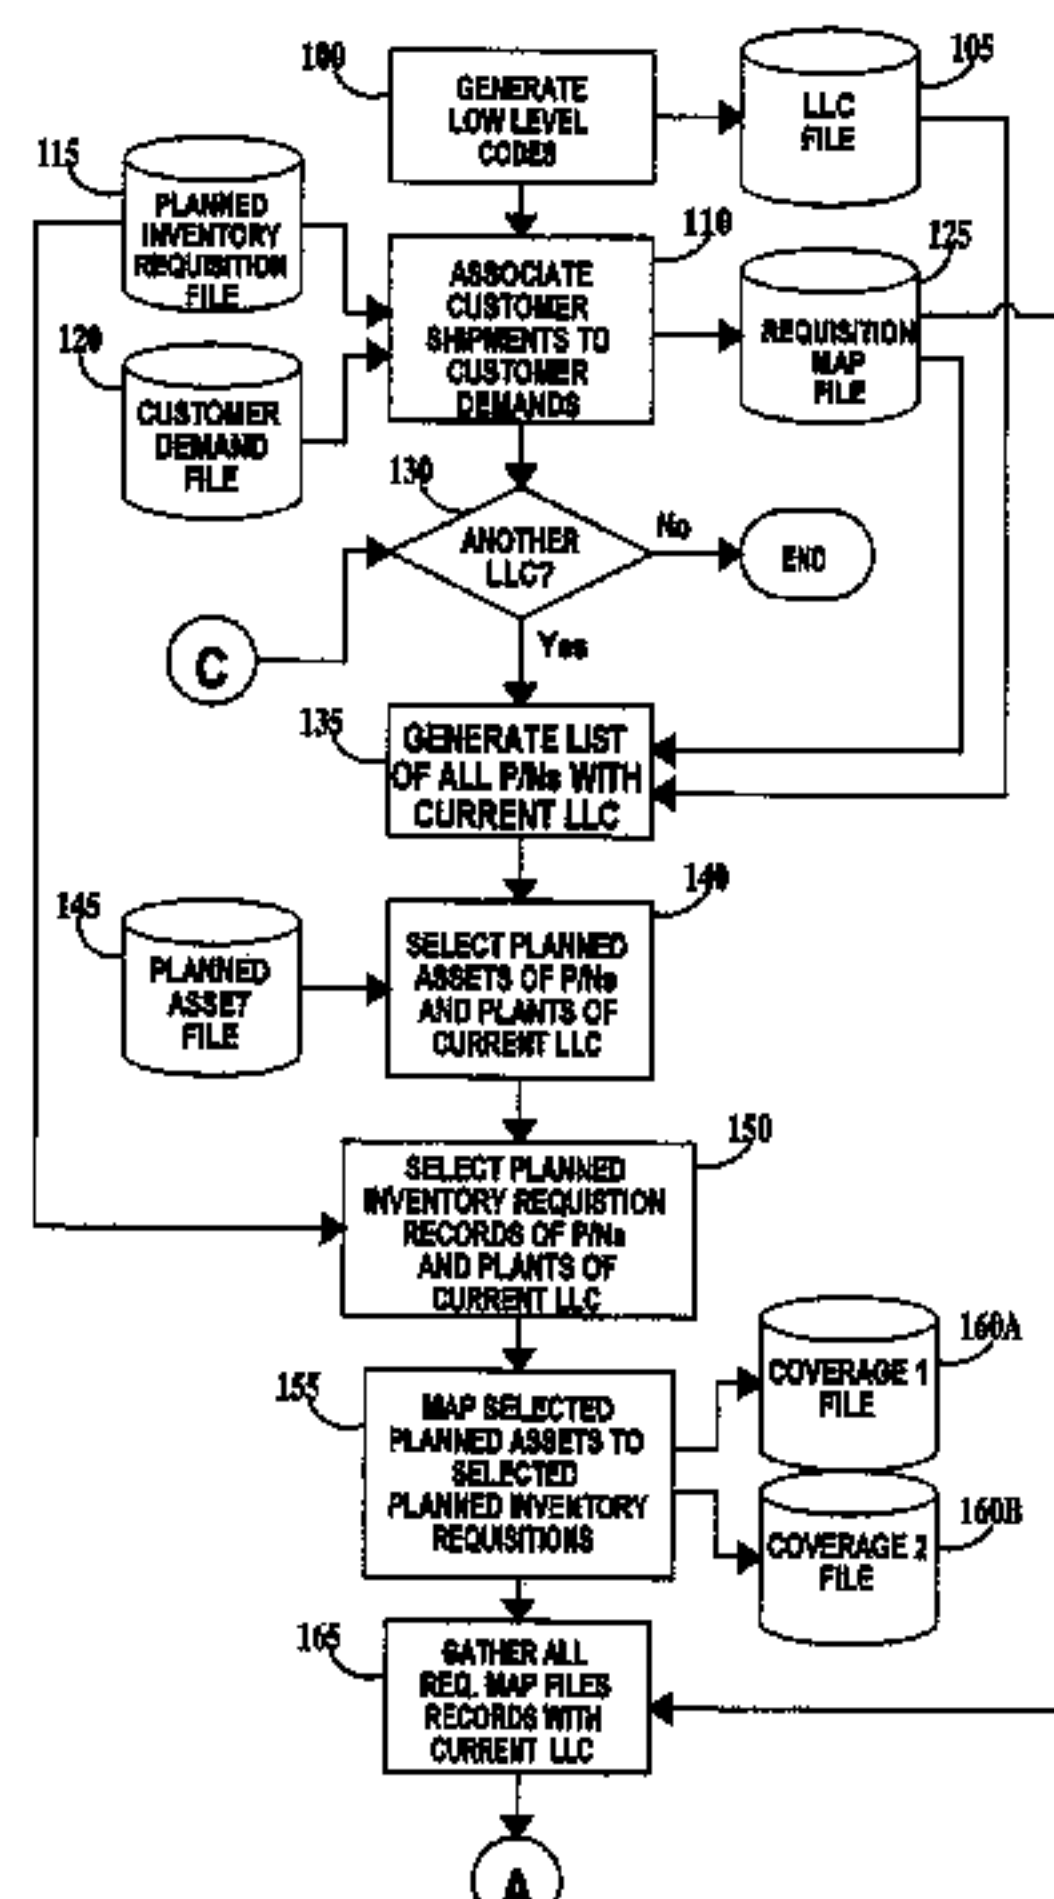 100
GENERATE
LOW LEVEL
CODES
105
LLC
FILE
115
PLANNED
INVENTORY
REQUISITION
FILE
110
ASSOCIATE
CUSTOMER
SHIPMENTS TO
CUSTOMER
DEMANDS
125
REQUISITION
MAP
FILE
120
CUSTOMER
DEMAND
FILE
130
ANOTHER
LLC?
No
END
Yes
C
135
GENERATE LIST
OF ALL P/Ns WITH
CURRENT LLC
140
SELECT PLANNED
ASSETS OF P/Ns
AND PLANTS OF
CURRENT LLC
145
PLANNED
ASSET
FILE
150
SELECT PLANNED
INVENTORY REQUISTION
RECORDS OF P/Ns
AND PLANTS OF
CURRENT LLC
155
MAP SELECTED
PLANNED ASSETS TO
SELECTED
PLANNED INVENTORY
REQUISITIONS
160A
COVERAGE 1
FILE
160B
COVERAGE 2
FILE
165
GATHER ALL
REQ. MAP FILES
RECORDS WITH
CURRENT LLC
A